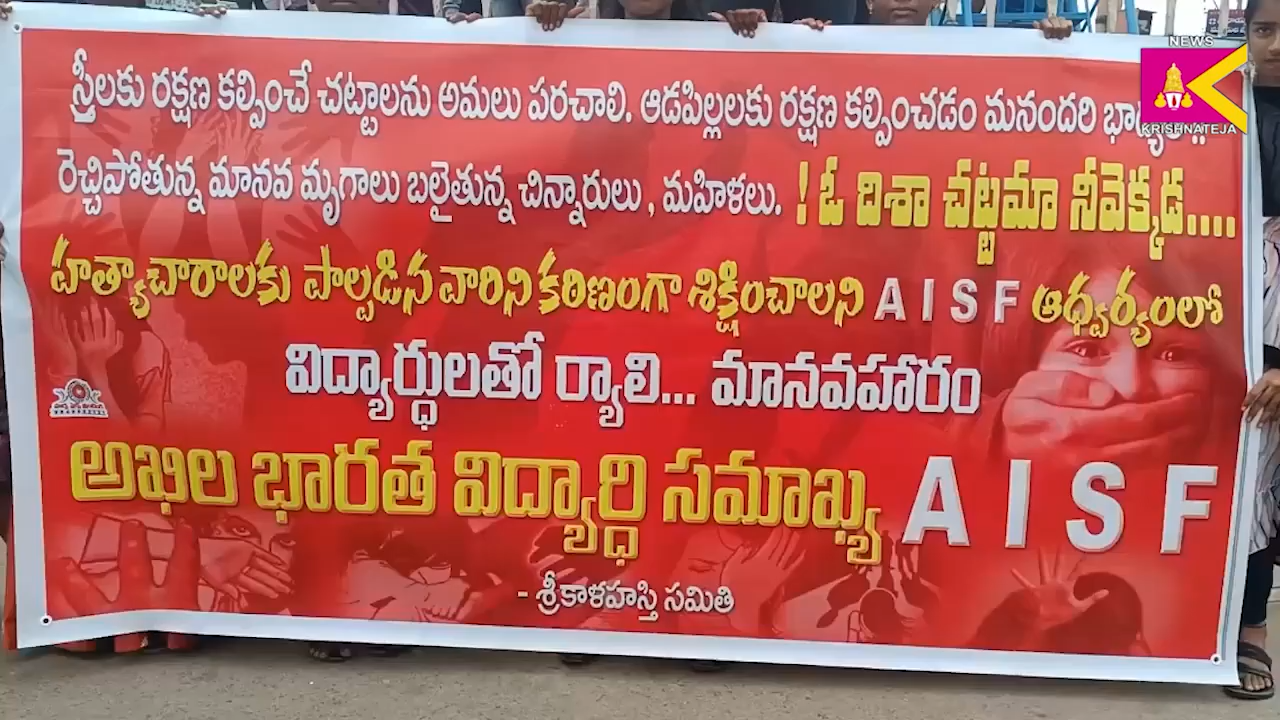 NEWS
KRISHNATEJA
స్త్రీలకు రక్షణ కల్పించే చట్టాలను అమలు పరచాలి. ఆడపిల్లలకు రక్షణ కల్పించడం మనందరి
రెచ్చిపోతున్న మానవ మృగాలు బలైతున్న చిన్నారులు, మహిళలు. ! ఓ దిశా చట్టమా నీవెక్కడ....
హత్యాచారాలకు పాల్పడిన వారిని కఠిణంగా శిక్షించాలని AISF ఆధ్వర్యంలో
విద్యార్థులతో ర్యాలి... మానవహారం
అఖిల భారత విద్యార్థి సమాఖ్య AISF
- శ్రీకాళహస్తి సమితి